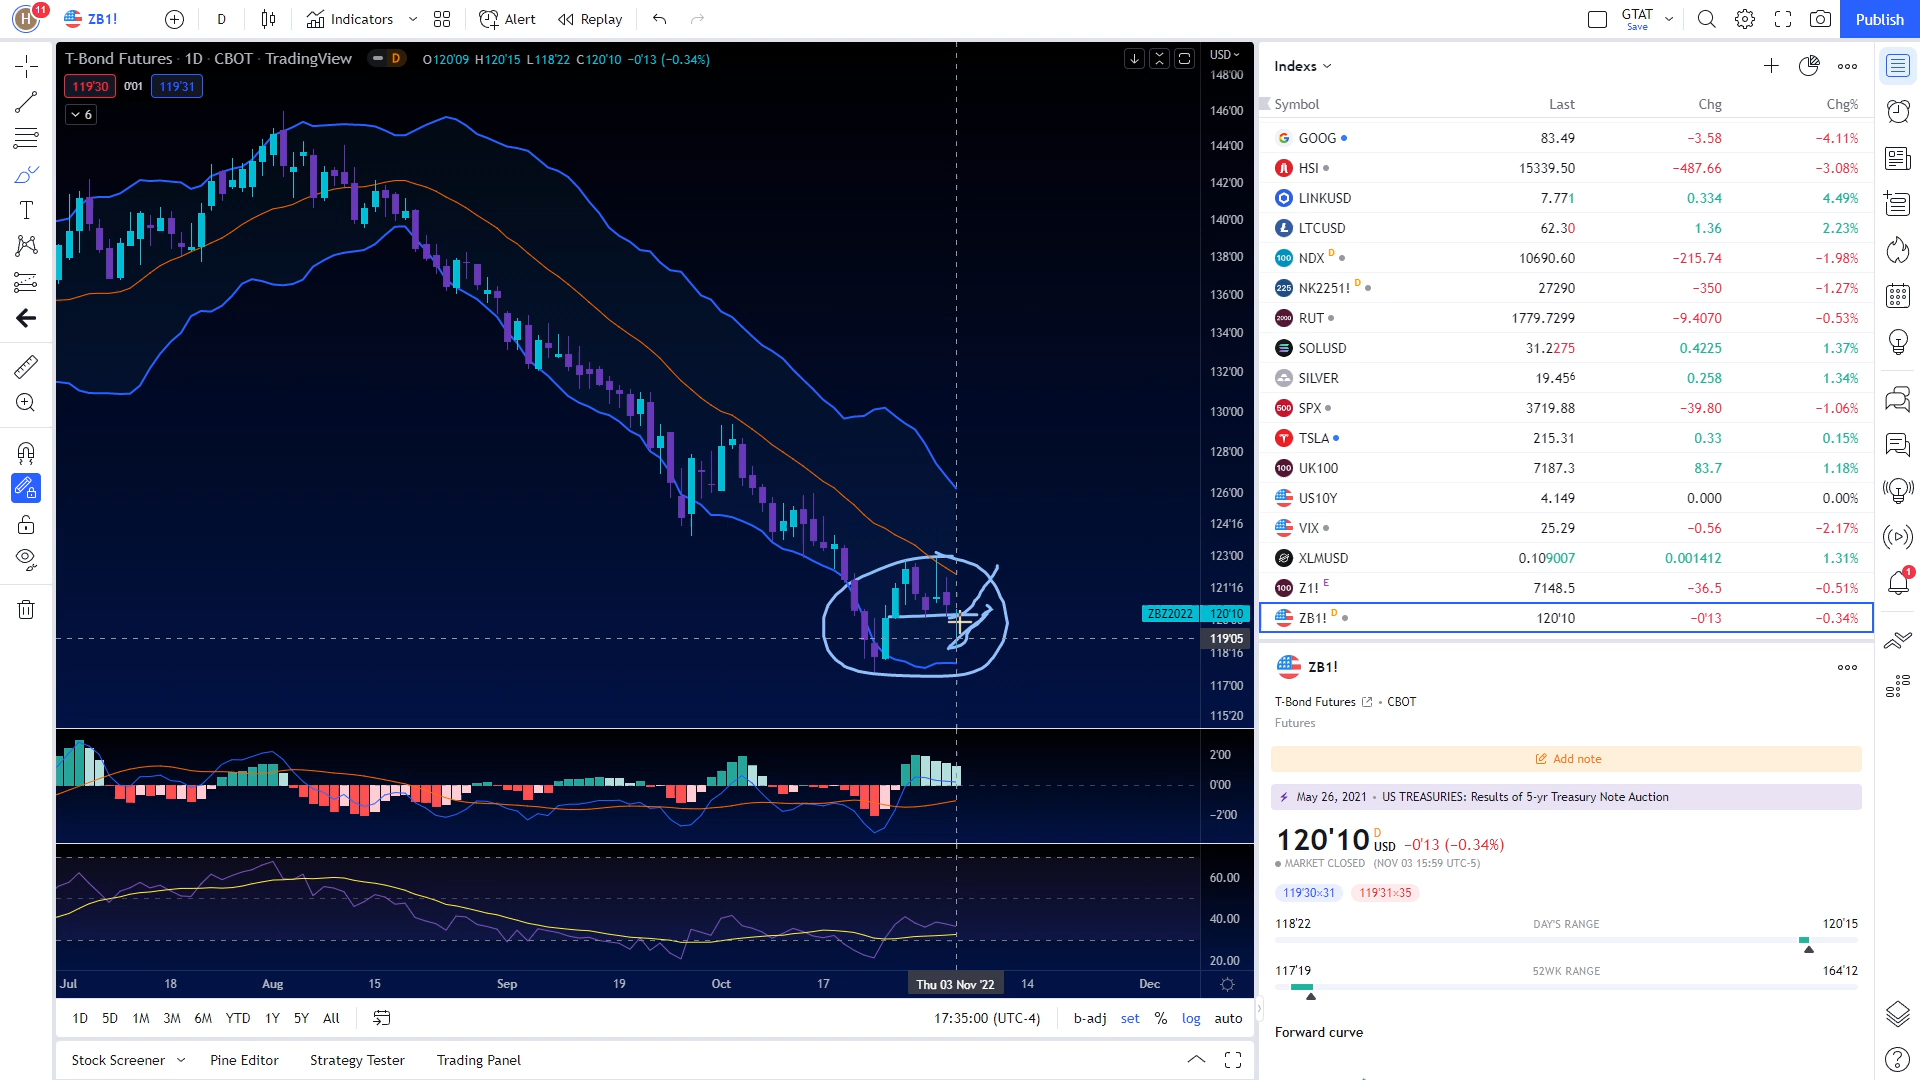 H 11 ZB1! D Indicators Alert Replay GTAT Save Publish
T-Bond Futures · 1D · CBOT · TradingView D O120'09 H120'15 L118'22 C120'10 −0'13 (−0.34%) USD
119'30 0'01 119'31
6
148'00
146'00
144'00
142'00
140'00
138'00
136'00
134'00
132'00
130'00
128'00
126'00
124'16
123'00
121'16
ZBZ2022 120'10
119'05
118'16
117'00
115'20
2'00
0'00
−2'00
60.00
40.00
20.00
Jul 18 Aug 15 Sep 19 Oct 17 Thu 03 Nov '22 14 Dec
1D 5D 1M 3M 6M YTD 1Y 5Y All 17:35:00 (UTC-4) b-adj set % log auto
Stock Screener Pine Editor Strategy Tester Trading Panel
Indexs
Symbol Last Chg Chg%
GOOG 83.49 −3.58 −4.11%
HSI 15339.50 −487.66 −3.08%
LINKUSD 7.771 0.334 4.49%
LTCUSD 62.30 1.36 2.23%
100 NDX D 10690.60 −215.74 −1.98%
225 NK2251! D 27290 −350 −1.27%
2000 RUT 1779.7299 −9.4070 −0.53%
SOLUSD 31.2275 0.4225 1.37%
SILVER 19.45⁶ 0.258 1.34%
500 SPX 3719.88 −39.80 −1.06%
TSLA 215.31 0.33 0.15%
100 UK100 7187.3 83.7 1.18%
US10Y 4.149 0.000 0.00%
VIX 25.29 −0.56 −2.17%
XLMUSD 0.109007 0.001412 1.31%
100 Z1! E 7148.5 −36.5 −0.51%
ZB1! D 120'10 −0'13 −0.34%
ZB1!
T-Bond Futures • CBOT
Futures
Add note
May 26, 2021 • US TREASURIES: Results of 5-yr Treasury Note Auction
120'10 D USD −0'13 (−0.34%)
MARKET CLOSED (NOV 03 15:59 UTC-5)
119'30×31 119'31×35
118'22 DAY'S RANGE 120'15
117'19 52WK RANGE 164'12
Forward curve
1